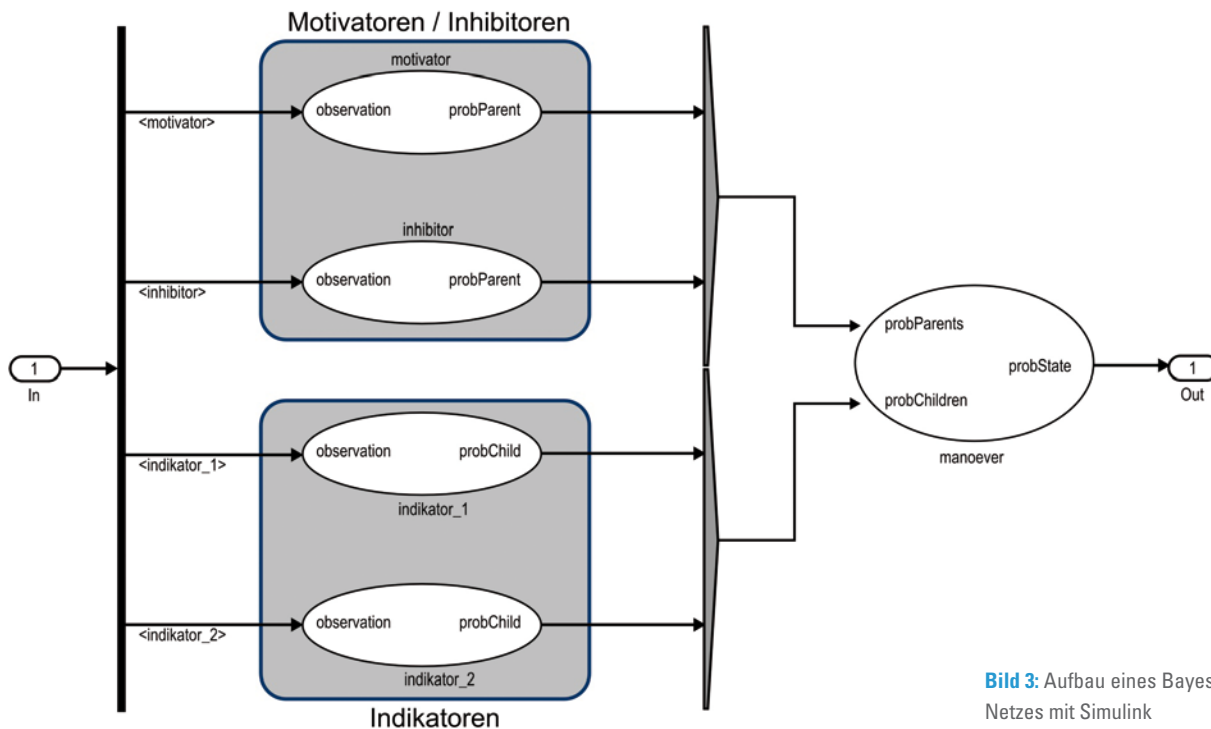 Motivatoren / Inhibitoren
motivator
observation probParent
<motivator>
inhibitor
observation probParent
<inhibitor>
1
In
probParents
probState
probChildren
manoever
1
Out
observation probChild
<indikator_1>
indikator_1
observation probChild
<indikator_2>
indikator_2
Indikatoren
Bild 3: Aufbau eines Bayes
Netzes mit Simulink